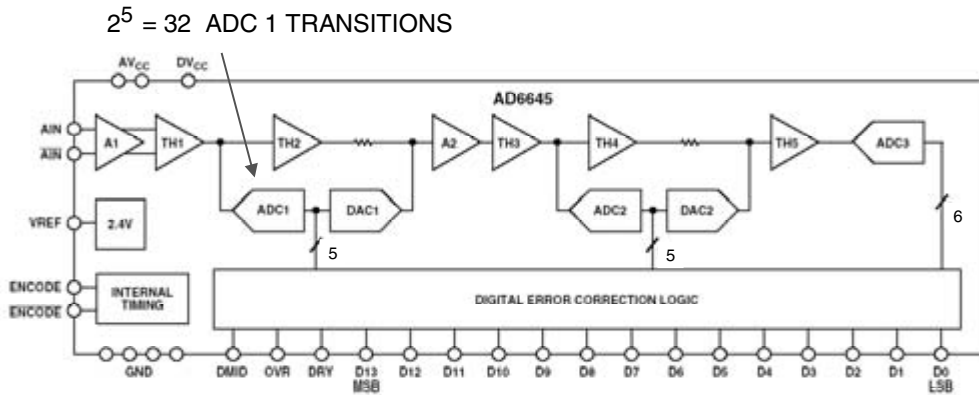 2^5 = 32 ADC 1 TRANSITIONS
AVCC DVCC
AD6645
AIN
AIN
A1 TH1 TH2 A2 TH3 TH4 TH5 ADC3
ADC1 DAC1 ADC2 DAC2
VREF 2.4V
5 5 6
ENCODE
ENCODE
INTERNAL
TIMING
DIGITAL ERROR CORRECTION LOGIC
GND DMID OVR DRY D13 D12 D11 D10 D9 D8 D7 D6 D5 D4 D3 D2 D1 D0
MSB LSB